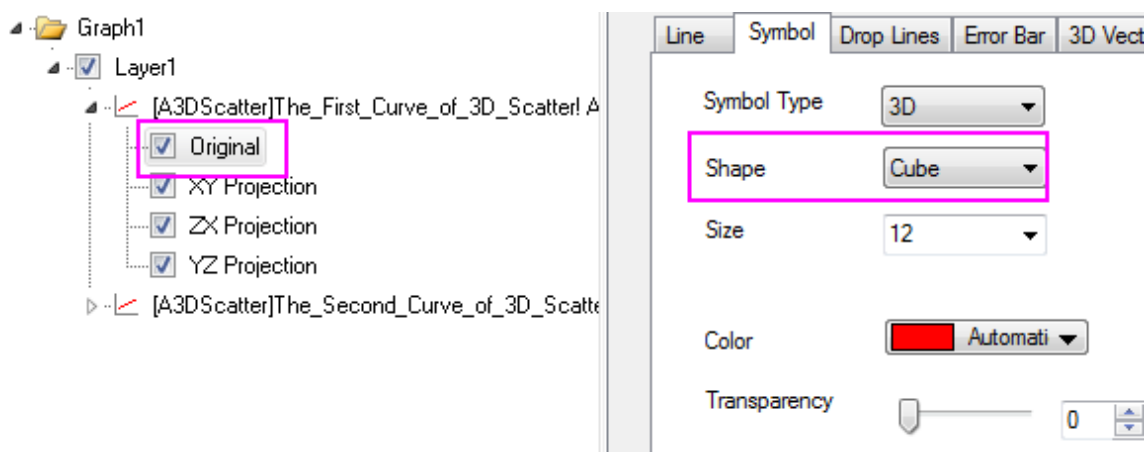 Graph1
Layer1
[A3DScatter]The_First_Curve_of_3D_Scatter! A
Original
XY Projection
ZX Projection
YZ Projection
[A3DScatter]The_Second_Curve_of_3D_Scatte
Line Symbol Drop Lines Error Bar 3D Vect
Symbol Type 3D
Shape Cube
Size 12
Color Automati
Transparency 0